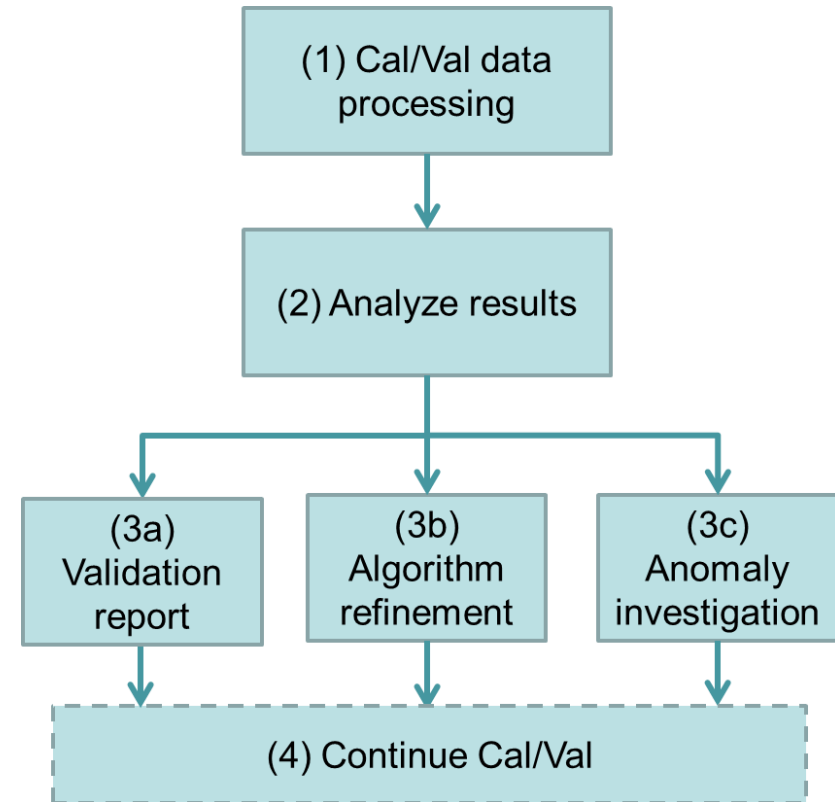 (1) Cal/Val data
processing
(2) Analyze results
(3a)
Validation
report
(3b)
Algorithm
refinement
(3c)
Anomaly
investigation
(4) Continue Cal/Val